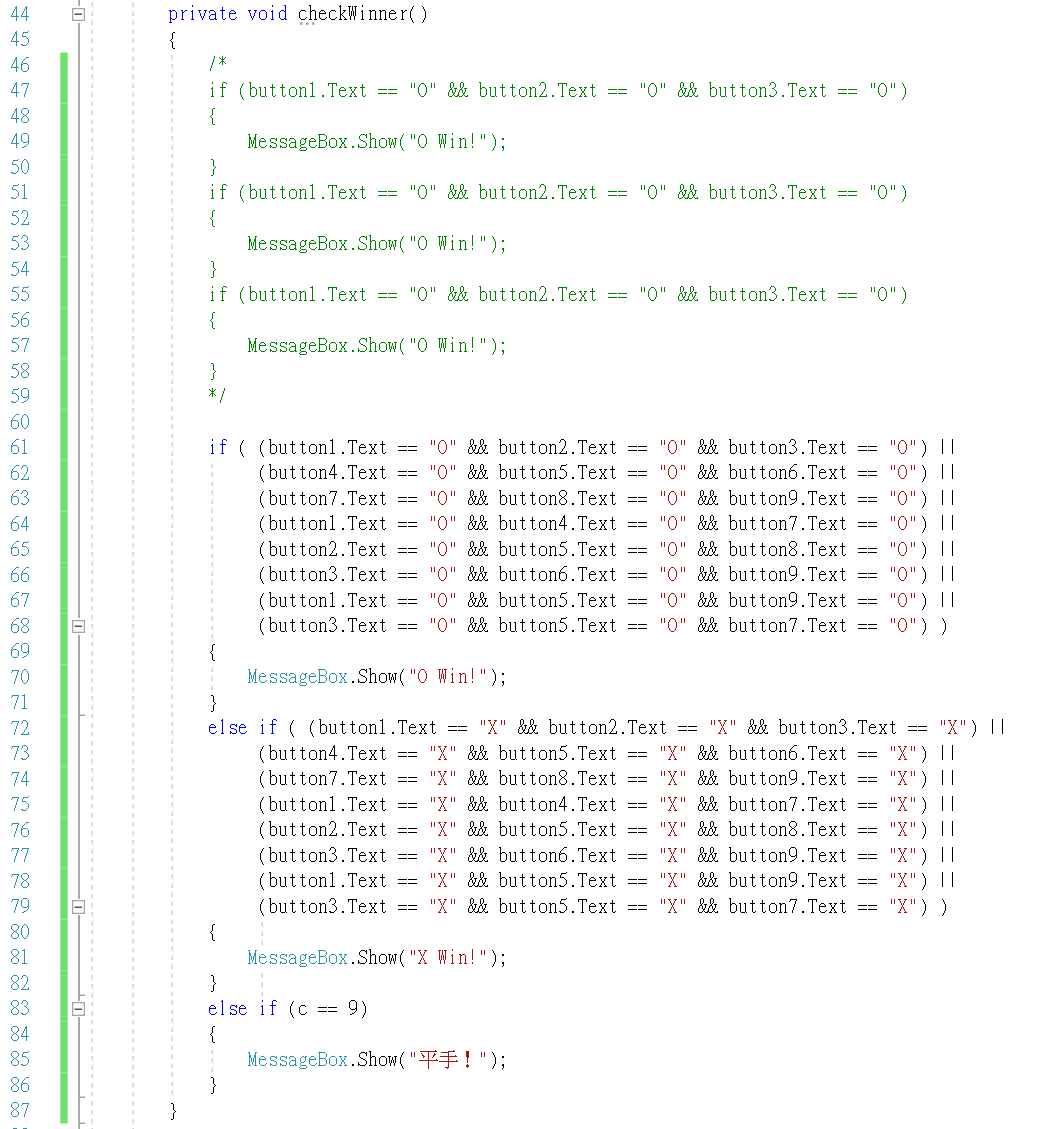 44 private void checkWinner()
45 {
46 /*
47 if (button1.Text == "O" && button2.Text == "O" && button3.Text == "O")
48 {
49 MessageBox.Show("O Win!");
50 }
51 if (button1.Text == "O" && button2.Text == "O" && button3.Text == "O")
52 {
53 MessageBox.Show("O Win!");
54 }
55 if (button1.Text == "O" && button2.Text == "O" && button3.Text == "O")
56 {
57 MessageBox.Show("O Win!");
58 }
59 */
60
61 if ( (button1.Text == "O" && button2.Text == "O" && button3.Text == "O") ||
62 (button4.Text == "O" && button5.Text == "O" && button6.Text == "O") ||
63 (button7.Text == "O" && button8.Text == "O" && button9.Text == "O") ||
64 (button1.Text == "O" && button4.Text == "O" && button7.Text == "O") ||
65 (button2.Text == "O" && button5.Text == "O" && button8.Text == "O") ||
66 (button3.Text == "O" && button6.Text == "O" && button9.Text == "O") ||
67 (button1.Text == "O" && button5.Text == "O" && button9.Text == "O") ||
68 (button3.Text == "O" && button5.Text == "O" && button7.Text == "O") )
69 {
70 MessageBox.Show("O Win!");
71 }
72 else if ( (button1.Text == "X" && button2.Text == "X" && button3.Text == "X") ||
73 (button4.Text == "X" && button5.Text == "X" && button6.Text == "X") ||
74 (button7.Text == "X" && button8.Text == "X" && button9.Text == "X") ||
75 (button1.Text == "X" && button4.Text == "X" && button7.Text == "X") ||
76 (button2.Text == "X" && button5.Text == "X" && button8.Text == "X") ||
77 (button3.Text == "X" && button6.Text == "X" && button9.Text == "X") ||
78 (button1.Text == "X" && button5.Text == "X" && button9.Text == "X") ||
79 (button3.Text == "X" && button5.Text == "X" && button7.Text == "X") )
80 {
81 MessageBox.Show("X Win!");
82 }
83 else if (c == 9)
84 {
85 MessageBox.Show("平手！");
86 }
87 }